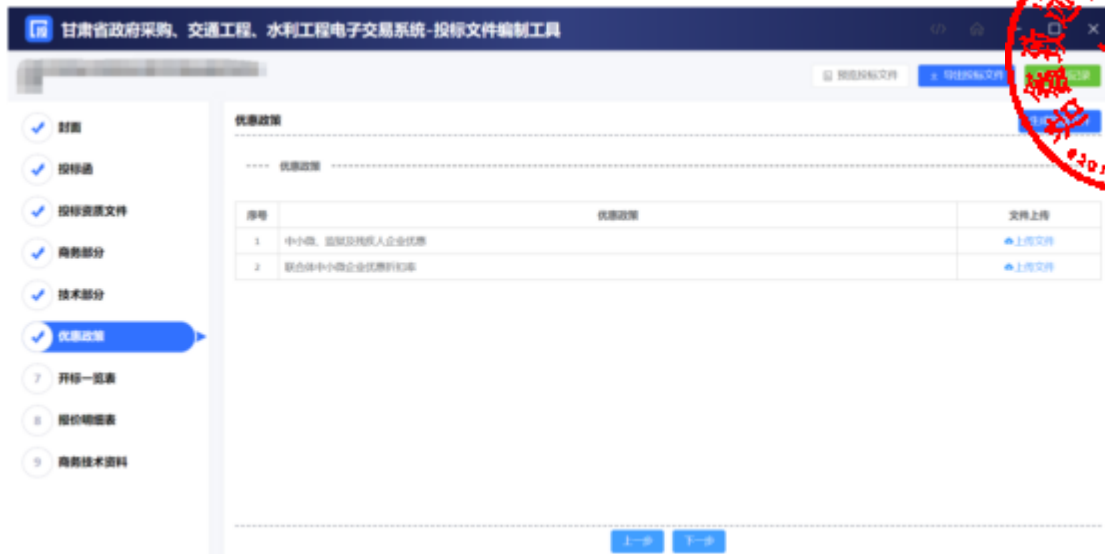 甘肃省政府采购、交通工程、水利工程电子交易系统-投标文件编制工具
预览投标文件
导出投标文件
封面
投标函
投标资质文件
商务部分
技术部分
优惠政策
7 开标一览表
8 报价明细表
9 商务技术资料
优惠政策
优惠政策
序号 优惠政策 文件上传
1 中小微、监狱及残疾人企业优惠 上传文件
2 联合体中小微企业优惠折扣率 上传文件
上一步 下一步